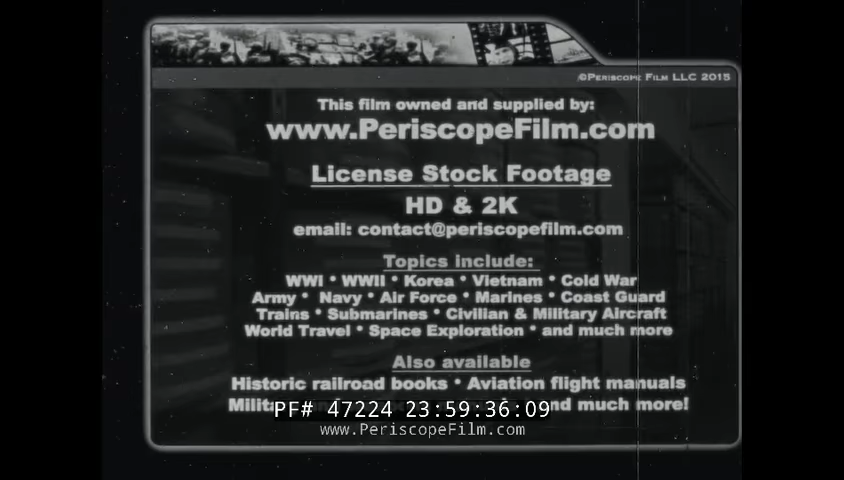 ©Periscope Film LLC 2015
This film owned and supplied by:
www.PeriscopeFilm.com
License Stock Footage
HD & 2K
email: contact@periscopefilm.com
Topics include:
WWI * WWII * Korea * Vietnam * Cold War
Army * Navy * Air Force * Marines * Coast Guard
Trains * Submarines * Civilian & Military Aircraft
World Travel * Space Exploration * and much more
Also available
Historic railroad books * Aviation flight manuals
and much more!
PF# 47224 23:59:36:09
www.PeriscopeFilm.com